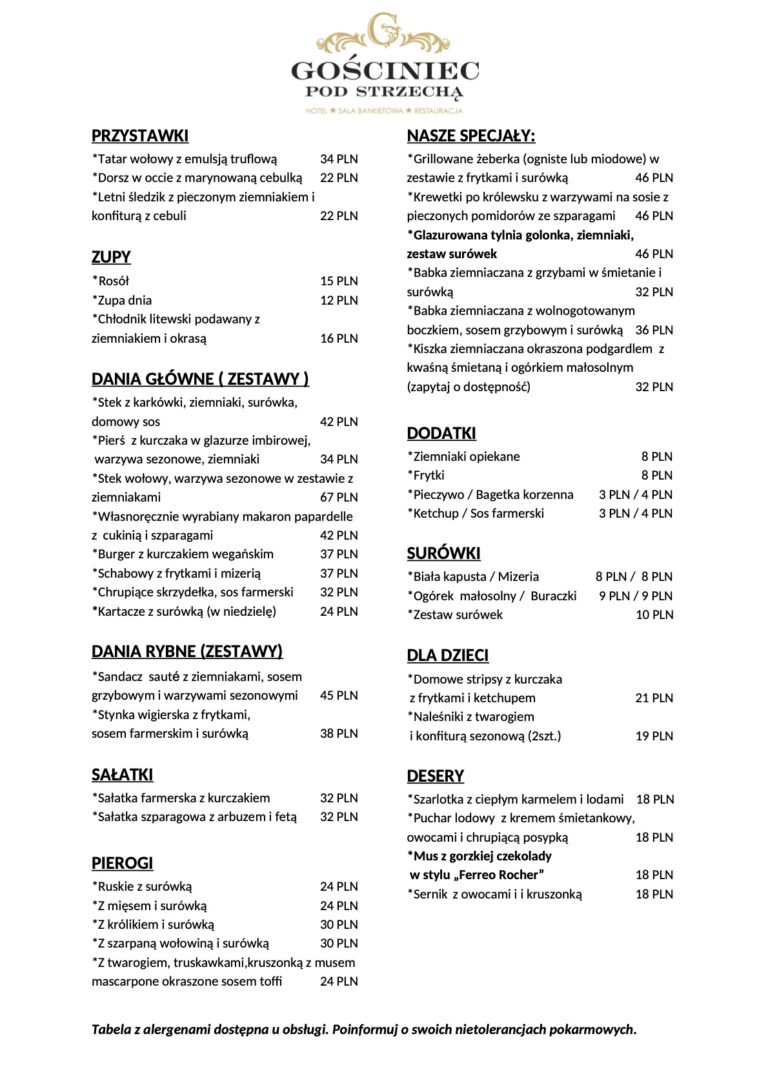 G
GOŚCINIEC
POD STRZECHĄ
HOTEL ★ SALA BANKIETOWA ★ RESTAURACJA
PRZYSTAWKI
*Tatar wołowy z emulsją truflową 34 PLN
*Dorsz w occie z marynowaną cebulką 22 PLN
*Letni śledzik z pieczonym ziemniakiem i
konfiturą z cebuli 22 PLN
ZUPY
*Rosół 15 PLN
*Zupa dnia 12 PLN
*Chłodnik litewski podawany z
ziemniakiem i okrasą 16 PLN
DANIA GŁÓWNE ( ZESTAWY )
*Stek z karkówki, ziemniaki, surówka,
domowy sos 42 PLN
*Pierś z kurczaka w glazurze imbirowej,
warzywa sezonowe, ziemniaki 34 PLN
*Stek wołowy, warzywa sezonowe w zestawie z
ziemniakami 67 PLN
*Własnoręcznie wyrabiany makaron papardelle
z cukinią i szparagami 42 PLN
*Burger z kurczakiem wegańskim 37 PLN
*Schabowy z frytkami i mizerią 37 PLN
*Chrupiące skrzydełka, sos farmerski 32 PLN
*Kartacze z surówką (w niedzielę) 24 PLN
DANIA RYBNE (ZESTAWY)
*Sandacz sauté z ziemniakami, sosem
grzybowym i warzywami sezonowymi 45 PLN
*Stynka wigierska z frytkami,
sosem farmerskim i surówką 38 PLN
SAŁATKI
*Sałatka farmerska z kurczakiem 32 PLN
*Sałatka szparagowa z arbuzem i fetą 32 PLN
PIEROGI
*Ruskie z surówką 24 PLN
*Z mięsem i surówką 24 PLN
*Z królikiem i surówką 30 PLN
*Z szarpaną wołowiną i surówką 30 PLN
*Z twarogiem, truskawkami,kruszonką z musem
mascarpone okraszone sosem toffi 24 PLN
NASZE SPECJAŁY:
*Grillowane żeberka (ogniste lub miodowe) w
zestawie z frytkami i surówką 46 PLN
*Krewetki po królewsku z warzywami na sosie z
pieczonych pomidorów ze szparagami 46 PLN
*Glazurowana tylnia golonka, ziemniaki,
zestaw surówek 46 PLN
*Babka ziemniaczana z grzybami w śmietanie i
surówką 32 PLN
*Babka ziemniaczana z wolnogotowanym
boczkiem, sosem grzybowym i surówką 36 PLN
*Kiszka ziemniaczana okraszona podgardlem z
kwaśną śmietaną i ogórkiem małosolnym
(zapytaj o dostępność) 32 PLN
DODATKI
*Ziemniaki opiekane 8 PLN
*Frytki 8 PLN
*Pieczywo / Bagetka korzenna 3 PLN / 4 PLN
*Ketchup / Sos farmerski 3 PLN / 4 PLN
SURÓWKI
*Biała kapusta / Mizeria 8 PLN / 8 PLN
*Ogórek małosolny / Buraczki 9 PLN / 9 PLN
*Zestaw surówek 10 PLN
DLA DZIECI
*Domowe stripsy z kurczaka
z frytkami i ketchupem 21 PLN
*Naleśniki z twarogiem
i konfiturą sezonową (2szt.) 19 PLN
DESERY
*Szarlotka z ciepłym karmelem i lodami 18 PLN
*Puchar lodowy z kremem śmietankowy,
owocami i chrupiącą posypką 18 PLN
*Mus z gorzkiej czekolady
w stylu „Ferreo Rocher” 18 PLN
*Sernik z owocami i i kruszonką 18 PLN
Tabela z alergenami dostępna u obsługi. Poinformuj o swoich nietolerancjach pokarmowych.